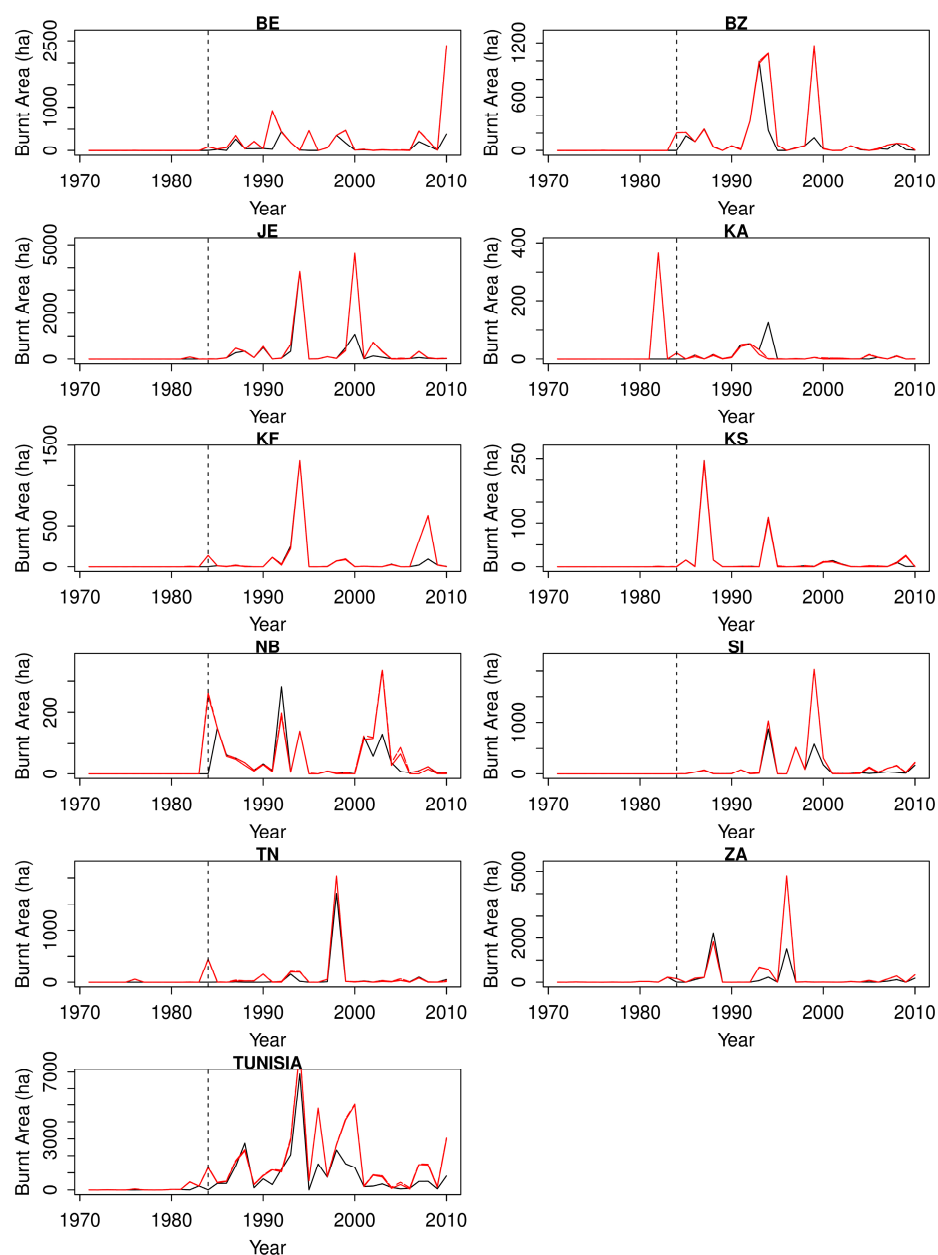 BE
Burnt Area (ha)
0 1000 2500
1970 1980 1990 2000 2010
Year
BZ
Burnt Area (ha)
0 600 1200
1970 1980 1990 2000 2010
Year
JE
Burnt Area (ha)
0 2000 5000
1970 1980 1990 2000 2010
Year
KA
Burnt Area (ha)
0 200 400
1970 1980 1990 2000 2010
Year
KF
Burnt Area (ha)
0 500 1500
1970 1980 1990 2000 2010
Year
KS
Burnt Area (ha)
0 100 250
1970 1980 1990 2000 2010
Year
NB
Burnt Area (ha)
0 200
1970 1980 1990 2000 2010
Year
SI
Burnt Area (ha)
0 1000
1970 1980 1990 2000 2010
Year
TN
Burnt Area (ha)
0 1000
1970 1980 1990 2000 2010
Year
ZA
Burnt Area (ha)
0 2000 5000
1970 1980 1990 2000 2010
Year
TUNISIA
Burnt Area (ha)
0 3000 7000
1970 1980 1990 2000 2010
Year